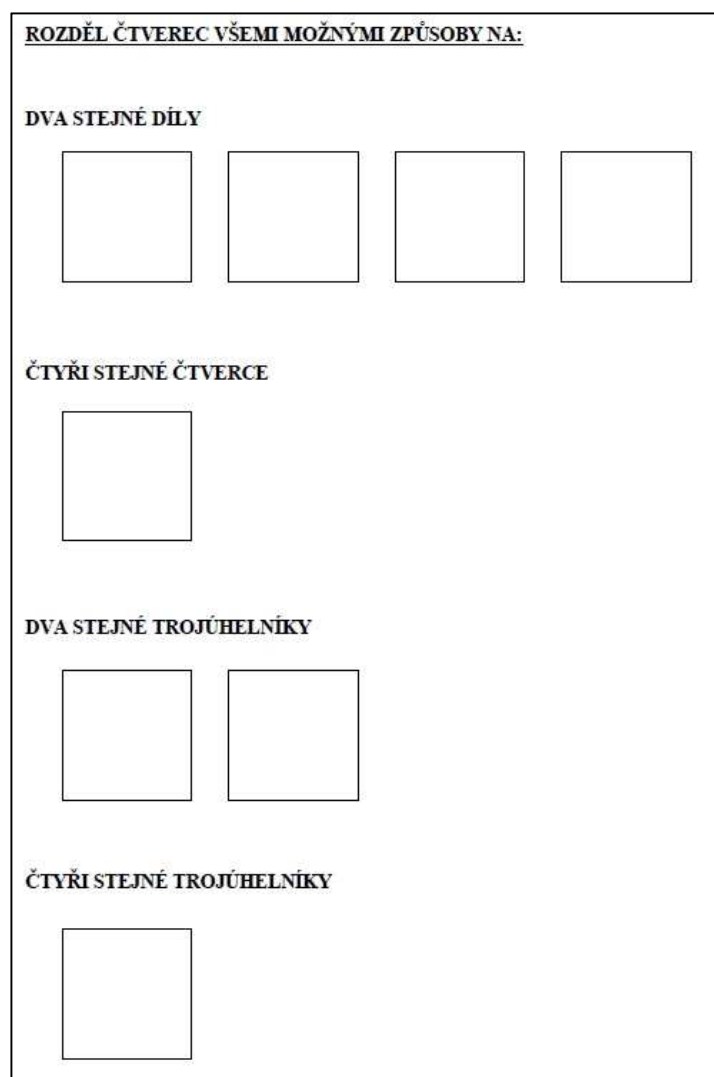 ROZDĚL ČTVEREC VŠEMI MOŽNÝMI ZPŮSOBY NA:
DVA STEJNÉ DÍLY
ČTYŘI STEJNÉ ČTVERCE
DVA STEJNÉ TROJÚHELNÍKY
ČTYŘI STEJNÉ TROJÚHELNÍKY